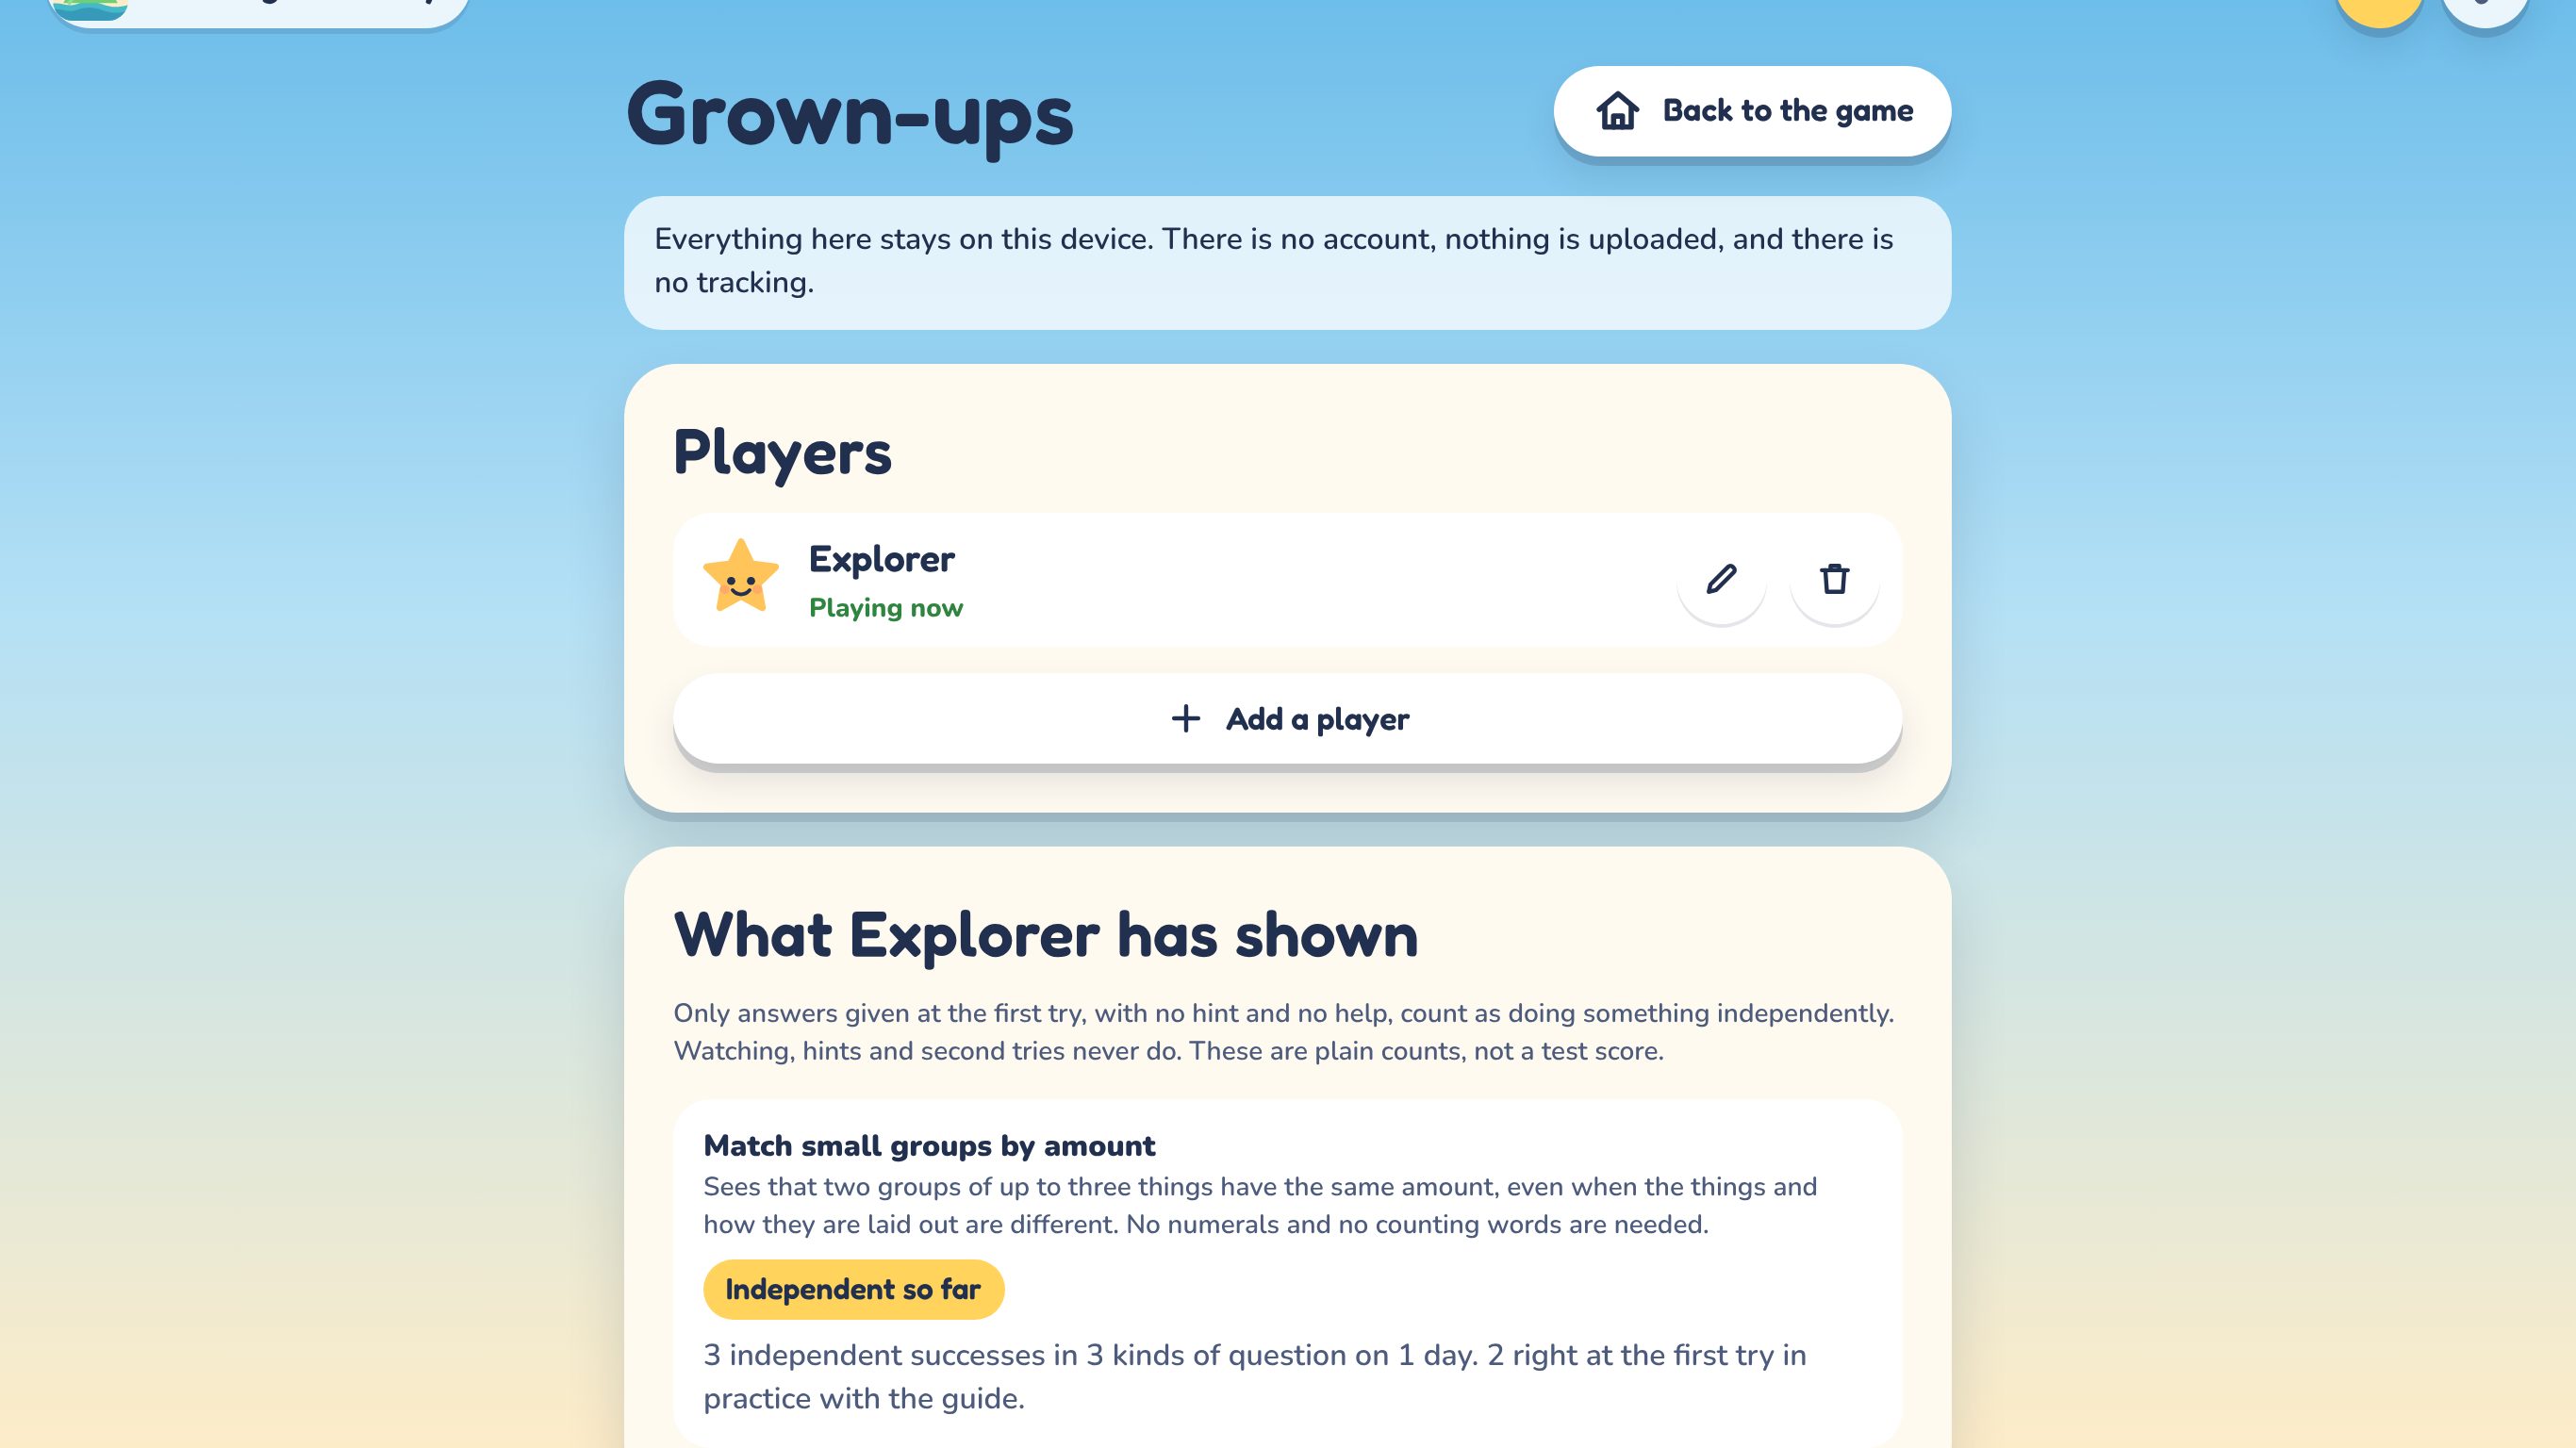 Grown-ups
Back to the game
Everything here stays on this device. There is no account, nothing is uploaded, and there is
no tracking.
Players
Explorer
Playing now
Add a player
What Explorer has shown
Only answers given at the first try, with no hint and no help, count as doing something independently.
Watching, hints and second tries never do. These are plain counts, not a test score.
Match small groups by amount
Sees that two groups of up to three things have the same amount, even when the things and
how they are laid out are different. No numerals and no counting words are needed.
Independent so far
3 independent successes in 3 kinds of question on 1 day. 2 right at the first try in
practice with the guide.